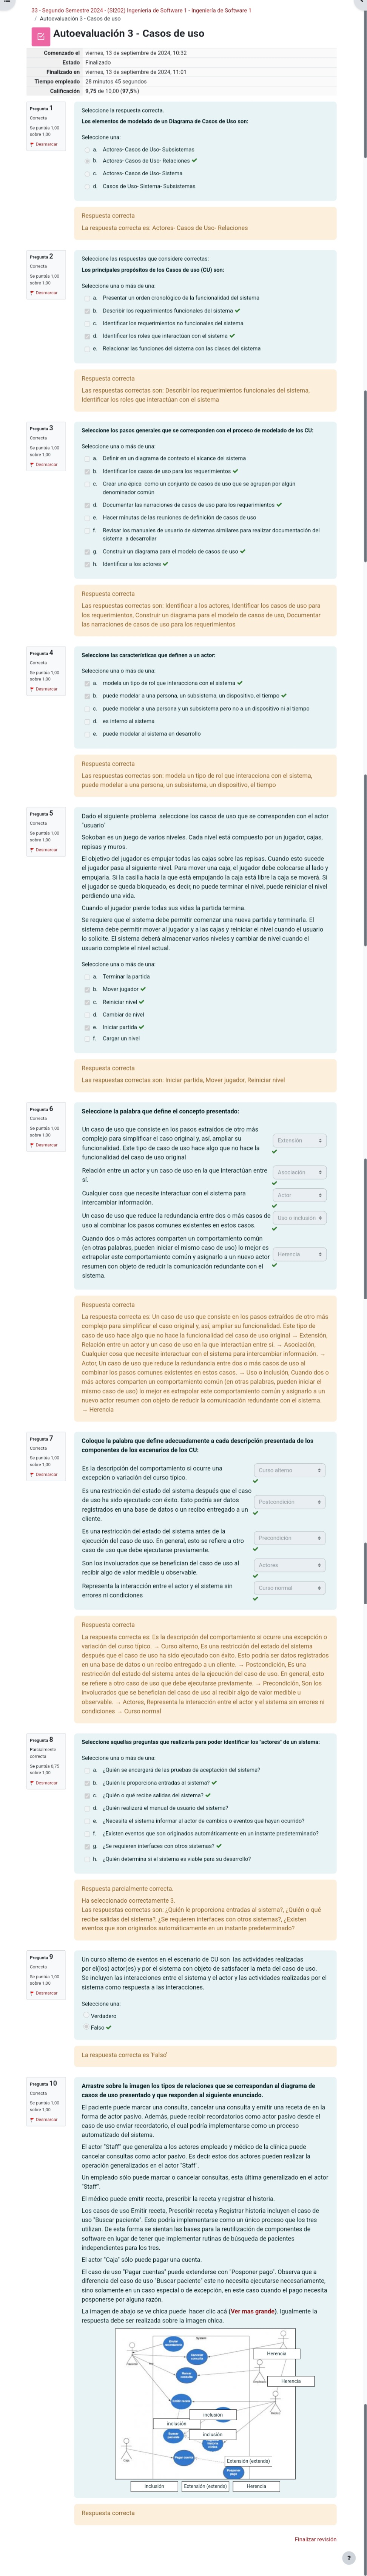 33 - Segundo Semestre 2024 - (SI202) Ingeniería de Software 1 - Ingeniería de Software 1
/ Autoevaluación 3 - Casos de uso
Autoevaluación 3 - Casos de uso
Comenzado el viernes, 13 de septiembre de 2024, 10:32
Estado Finalizado
Finalizado en viernes, 13 de septiembre de 2024, 11:01
Tiempo empleado 28 minutos 45 segundos
Calificación 9,75 de 10,00 (97,5%)
Pregunta 1
Correcta
Se puntúa 1,00
sobre 1,00
Desmarcar
Seleccione la respuesta correcta.
Los elementos de modelado de un Diagrama de Casos de Uso son:
Seleccione una:
a. Actores- Casos de Uso- Subsistemas
b. Actores- Casos de Uso- Relaciones
c. Actores- Casos de Uso- Sistema
d. Casos de Uso- Sistema- Subsistemas
Respuesta correcta
La respuesta correcta es: Actores- Casos de Uso- Relaciones
Pregunta 2
Correcta
Se puntúa 1,00
sobre 1,00
Desmarcar
Seleccione las respuestas que considere correctas:
Los principales propósitos de los Casos de uso (CU) son:
Seleccione una o más de una:
a. Presentar un orden cronológico de la funcionalidad del sistema
b. Describir los requerimientos funcionales del sistema
c. Identificar los requerimientos no funcionales del sistema
d. Identificar los roles que interactúan con el sistema
e. Relacionar las funciones del sistema con las clases del sistema
Respuesta correcta
Las respuestas correctas son: Describir los requerimientos funcionales del sistema,
Identificar los roles que interactúan con el sistema
Pregunta 3
Correcta
Se puntúa 1,00
sobre 1,00
Desmarcar
Seleccione los pasos generales que se corresponden con el proceso de modelado de los CU:
Seleccione una o más de una:
a. Definir en un diagrama de contexto el alcance del sistema
b. Identificar los casos de uso para los requerimientos
c. Crear una épica como un conjunto de casos de uso que se agrupan por algún
denominador común
d. Documentar las narraciones de casos de uso para los requerimientos
e. Hacer minutas de las reuniones de definición de casos de uso
f. Revisar los manuales de usuario de sistemas similares para realizar documentación del
sistema a desarrollar
g. Construir un diagrama para el modelo de casos de uso
h. Identificar a los actores
Respuesta correcta
Las respuestas correctas son: Identificar a los actores, Identificar los casos de uso para
los requerimientos, Construir un diagrama para el modelo de casos de uso, Documentar
las narraciones de casos de uso para los requerimientos
Pregunta 4
Correcta
Se puntúa 1,00
sobre 1,00
Desmarcar
Seleccione las características que definen a un actor:
Seleccione una o más de una:
a. modela un tipo de rol que interacciona con el sistema
b. puede modelar a una persona, un subsistema, un dispositivo, el tiempo
c. puede modelar a una persona y un subsistema pero no a un dispositivo ni al tiempo
d. es interno al sistema
e. puede modelar al sistema en desarrollo
Respuesta correcta
Las respuestas correctas son: modela un tipo de rol que interacciona con el sistema,
puede modelar a una persona, un subsistema, un dispositivo, el tiempo
Pregunta 5
Correcta
Se puntúa 1,00
sobre 1,00
Desmarcar
Dado el siguiente problema seleccione los casos de uso que se corresponden con el actor
"usuario"
Sokoban es un juego de varios niveles. Cada nivel está compuesto por un jugador, cajas,
repisas y muros.
El objetivo del jugador es empujar todas las cajas sobre las repisas. Cuando esto sucede
el jugador pasa al siguiente nivel. Para mover una caja, el jugador debe colocarse al lado y
empujarla. Si la casilla hacia la que está empujando la caja está libre la caja se moverá. Si
el jugador se queda bloqueado, es decir, no puede terminar el nivel, puede reiniciar el nivel
perdiendo una vida.
Cuando el jugador pierde todas sus vidas la partida termina.
Se requiere que el sistema debe permitir comenzar una nueva partida y terminarla. El
sistema debe permitir mover al jugador y a las cajas y reiniciar el nivel cuando el usuario
lo solicite. El sistema deberá almacenar varios niveles y cambiar de nivel cuando el
usuario complete el nivel actual.
Seleccione una o más de una:
a. Terminar la partida
b. Mover jugador
c. Reiniciar nivel
d. Cambiar de nivel
e. Iniciar partida
f. Cargar un nivel
Respuesta correcta
Las respuestas correctas son: Iniciar partida, Mover jugador, Reiniciar nivel
Pregunta 6
Correcta
Se puntúa 1,00
sobre 1,00
Desmarcar
Seleccione la palabra que define el concepto presentado:
Un caso de uso que consiste en los pasos extraídos de otro más
complejo para simplificar el caso original y, así, ampliar su
funcionalidad. Este tipo de caso de uso hace algo que no hace la
funcionalidad del caso de uso original
Extensión
Relación entre un actor y un caso de uso en la que interactúan entre
sí.
Asociación
Cualquier cosa que necesite interactuar con el sistema para
intercambiar información.
Actor
Un caso de uso que reduce la redundancia entre dos o más casos de
uso al combinar los pasos comunes existentes en estos casos.
Uso o inclusión
Cuando dos o más actores comparten un comportamiento común
(en otras palabras, pueden iniciar el mismo caso de uso) lo mejor es
extrapolar este comportamiento común y asignarlo a un nuevo actor
resumen con objeto de reducir la comunicación redundante con el
sistema.
Herencia
Respuesta correcta
La respuesta correcta es: Un caso de uso que consiste en los pasos extraídos de otro más
complejo para simplificar el caso original y, así, ampliar su funcionalidad. Este tipo de
caso de uso hace algo que no hace la funcionalidad del caso de uso original → Extensión,
Relación entre un actor y un caso de uso en la que interactúan entre sí. → Asociación,
Cualquier cosa que necesite interactuar con el sistema para intercambiar información. →
Actor, Un caso de uso que reduce la redundancia entre dos o más casos de uso al
combinar los pasos comunes existentes en estos casos. → Uso o inclusión, Cuando dos o
más actores comparten un comportamiento común (en otras palabras, pueden iniciar el
mismo caso de uso) lo mejor es extrapolar este comportamiento común y asignarlo a un
nuevo actor resumen con objeto de reducir la comunicación redundante con el sistema.
→ Herencia
Pregunta 7
Correcta
Se puntúa 1,00
sobre 1,00
Desmarcar
Coloque la palabra que define adecuadamente a cada descripción presentada de los
componentes de los escenarios de los CU:
Es la descripción del comportamiento si ocurre una
excepción o variación del curso típico.
Curso alterno
Es una restricción del estado del sistema después que el caso
de uso ha sido ejecutado con éxito. Esto podría ser datos
registrados en una base de datos o un recibo entregado a un
cliente.
Postcondición
Es una restricción del estado del sistema antes de la
ejecución del caso de uso. En general, esto se refiere a otro
caso de uso que debe ejecutarse previamente.
Precondición
Son los involucrados que se benefician del caso de uso al
recibir algo de valor medible u observable.
Actores
Representa la interacción entre el actor y el sistema sin
errores ni condiciones
Curso normal
Respuesta correcta
La respuesta correcta es: Es la descripción del comportamiento si ocurre una excepción o
variación del curso típico. → Curso alterno, Es una restricción del estado del sistema
después que el caso de uso ha sido ejecutado con éxito. Esto podría ser datos registrados
en una base de datos o un recibo entregado a un cliente. → Postcondición, Es una
restricción del estado del sistema antes de la ejecución del caso de uso. En general, esto
se refiere a otro caso de uso que debe ejecutarse previamente. → Precondición, Son los
involucrados que se benefician del caso de uso al recibir algo de valor medible u
observable. → Actores, Representa la interacción entre el actor y el sistema sin errores ni
condiciones → Curso normal
Pregunta 8
Parcialmente
correcta
Se puntúa 0,75
sobre 1,00
Desmarcar
Seleccione aquellas preguntas que realizaría para poder identificar los "actores" de un sistema:
Seleccione una o más de una:
a. ¿Quién se encargará de las pruebas de aceptación del sistema?
b. ¿Quién le proporciona entradas al sistema?
c. ¿Quién o qué recibe salidas del sistema?
d. ¿Quién realizará el manual de usuario del sistema?
e. ¿Necesita el sistema informar al actor de cambios o eventos que hayan ocurrido?
f. ¿Existen eventos que son originados automáticamente en un instante predeterminado?
g. ¿Se requieren interfaces con otros sistemas?
h. ¿Quién determina si el sistema es viable para su desarrollo?
Respuesta parcialmente correcta.
Ha seleccionado correctamente 3.
Las respuestas correctas son: ¿Quién le proporciona entradas al sistema?, ¿Quién o qué
recibe salidas del sistema?, ¿Se requieren interfaces con otros sistemas?, ¿Existen
eventos que son originados automáticamente en un instante predeterminado?
Pregunta 9
Correcta
Se puntúa 1,00
sobre 1,00
Desmarcar
Un curso alterno de eventos en el escenario de CU son las actividades realizadas
por el(los) actor(es) y por el sistema con objeto de satisfacer la meta del caso de uso.
Se incluyen las interacciones entre el sistema y el actor y las actividades realizadas por el
sistema como respuesta a las interacciones.
Seleccione una:
Verdadero
Falso
La respuesta correcta es 'Falso'
Pregunta 10
Correcta
Se puntúa 1,00
sobre 1,00
Desmarcar
Arrastre sobre la imagen los tipos de relaciones que se correspondan al diagrama de
casos de uso presentado y que responden al siguiente enunciado.
El paciente puede marcar una consulta, cancelar una consulta y emitir una receta de en la
forma de actor pasivo. Además, puede recibir recordatorios como actor pasivo desde el
caso de uso enviar recordatorio, el cual podría implementarse como un proceso
automatizado del sistema.
El actor "Staff" que generaliza a los actores empleado y médico de la clínica puede
cancelar consultas como actor pasivo. Es decir estos dos actores pueden realizar la
operación generalizados en el actor "Staff".
Un empleado sólo puede marcar o cancelar consultas, esta última generalizado en el actor
"Staff".
El médico puede emitir receta, prescribir la receta y registrar el historia.
Los casos de uso Emitir receta, Prescribir receta y Registrar historia incluyen el caso de
uso "Buscar paciente". Esto podría implementarse como un único proceso que los tres
utilizan. De esta forma se sientan las bases para la reutilización de componentes de
software en lugar de tener que implementar rutinas de búsqueda de pacientes
independientes para los tres.
El actor "Caja" sólo puede pagar una cuenta.
El caso de uso "Pagar cuentas" puede extenderse con "Posponer pago". Observa que a
diferencia del caso de uso "Buscar paciente" este no necesita ejecutarse necesariamente,
sino solamente en un caso especial o de excepción, en este caso cuando el pago necesita
posponerse por alguna razón.
La imagen de abajo se ve chica puede hacer clic acá (Ver mas grande). Igualmente la
respuesta debe ser realizada sobre la imagen chica.
Herencia
Herencia
inclusión
inclusión
inclusión
Extensión (extends)
inclusión
Extensión (extends)
Herencia
Respuesta correcta
Finalizar revisión
?